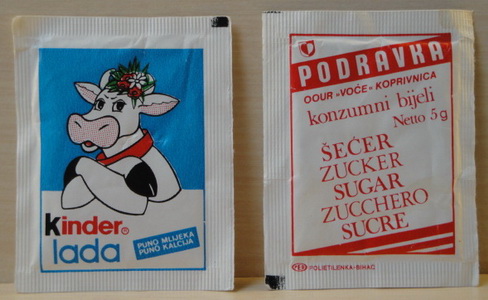 kinder®
lada
PUNO MLIJEKA
PUNO KALCIJA
PODRAVKA
OOUR »VOĆE« KOPRIVNICA
konzumni bijeli
Netto 5 g
ŠEĆER
ZUCKER
SUGAR
ZUCCHERO
SUCRE
POLIETILENKA-BIHAĆ